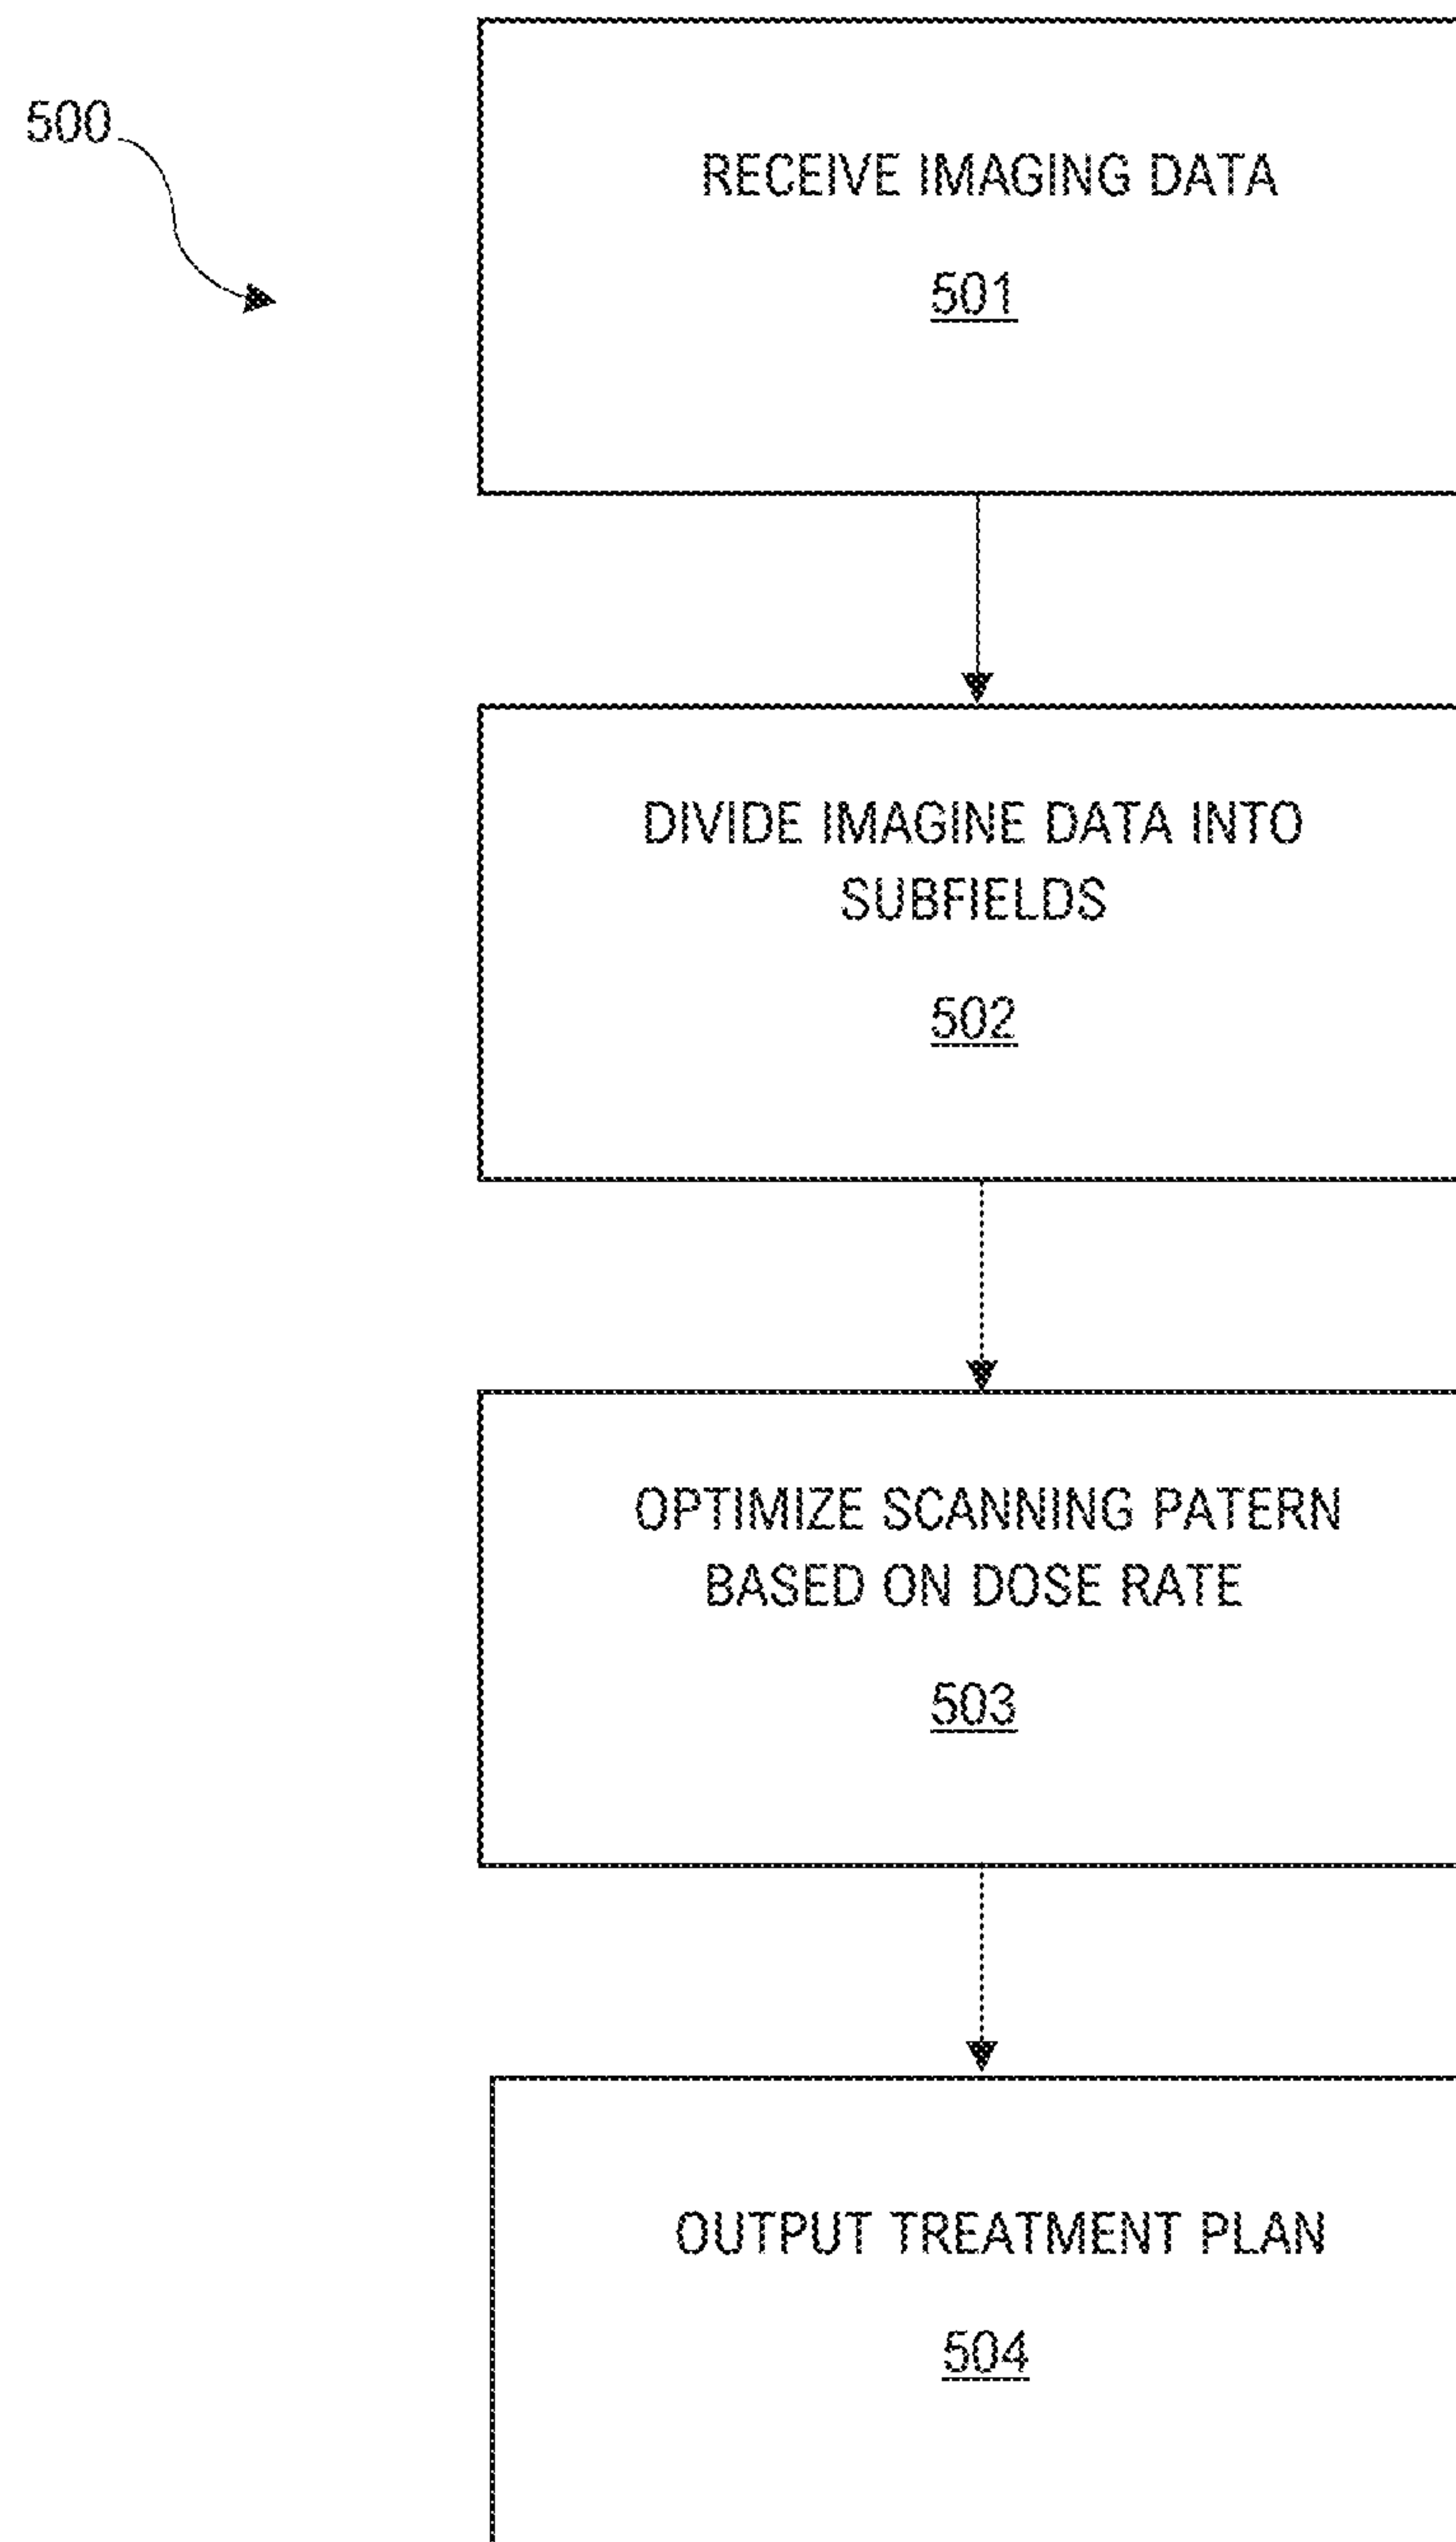 500
RECEIVE IMAGING DATA
501
DIVIDE IMAGINE DATA INTO
SUBFIELDS
502
OPTIMIZE SCANNING PATERN
BASED ON DOSE RATE
503
OUTPUT TREATMENT PLAN
504